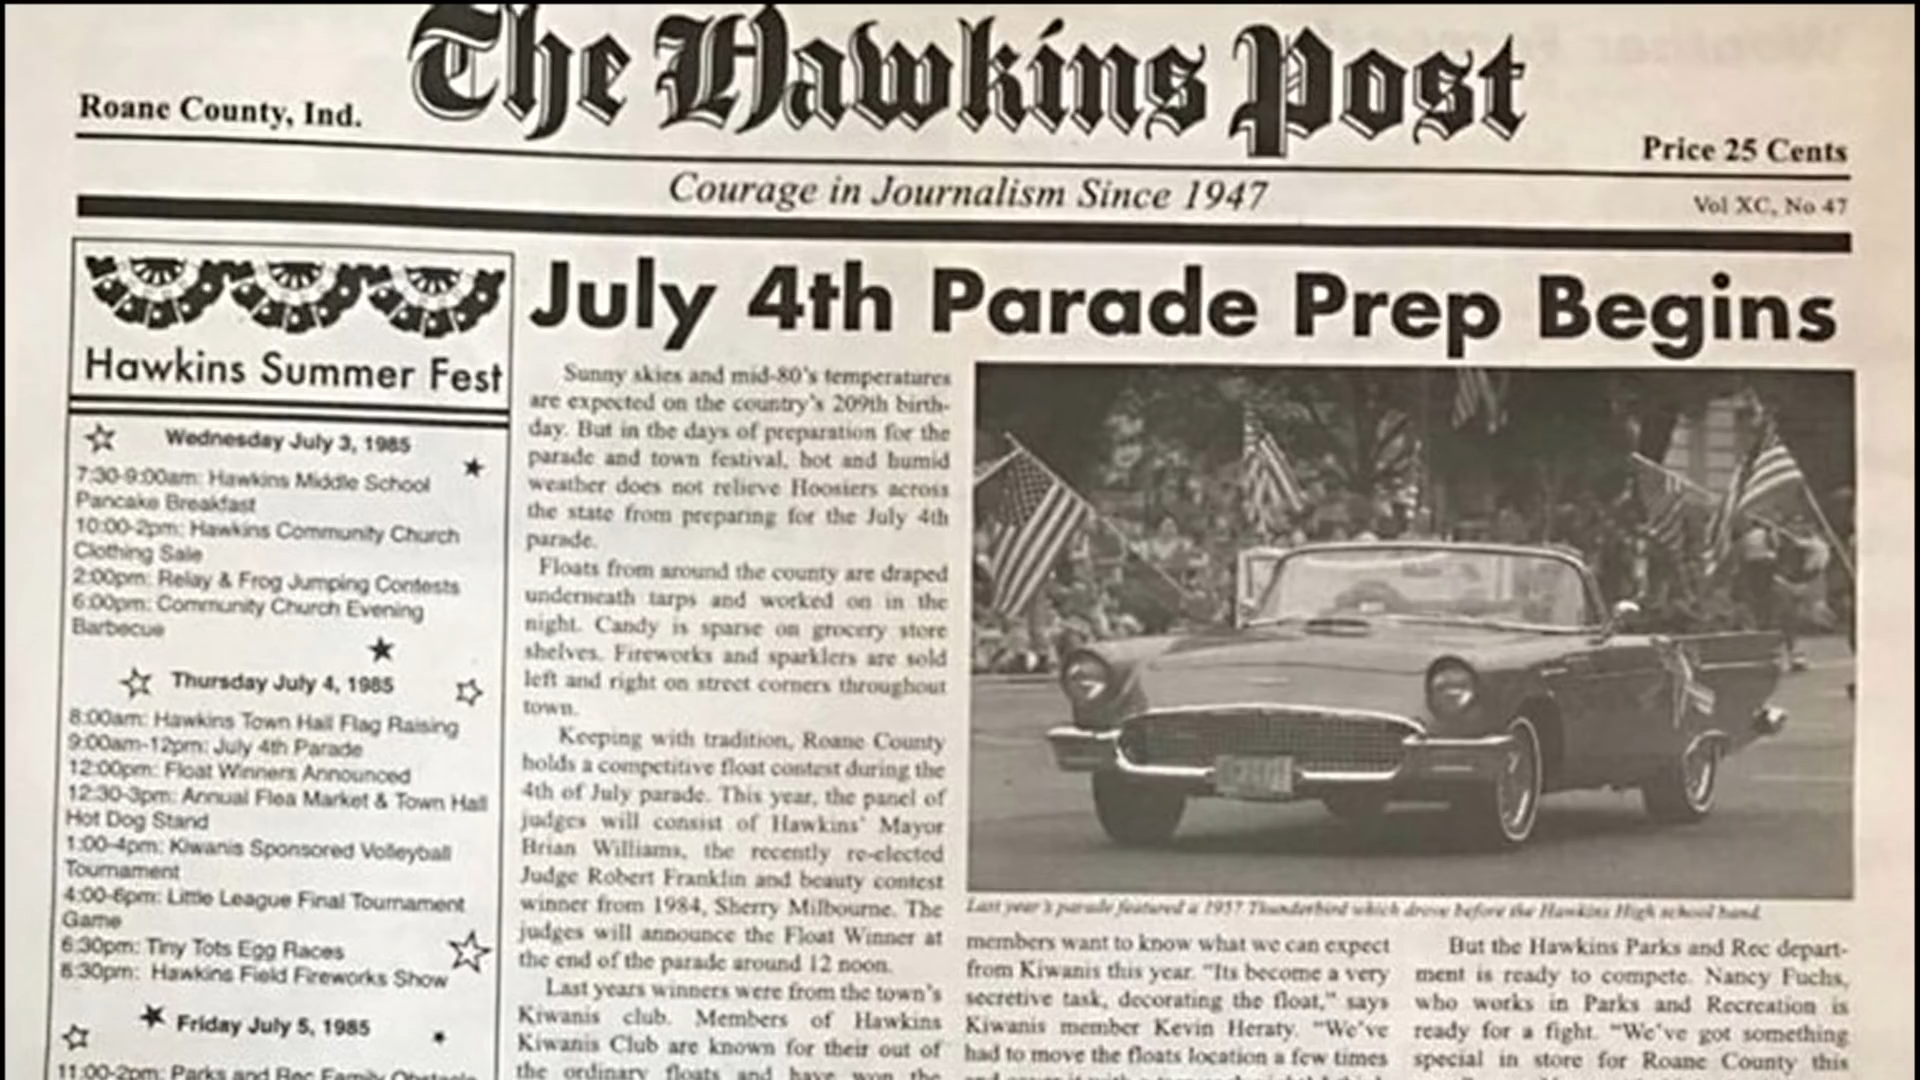 The Hawkins Post
Roane County, Ind.
Price 25 Cents
Courage in Journalism Since 1947
Vol XC, No 47
Hawkins Summer Fest
Wednesday July 3, 1985
7:30-9:00am: Hawkins Middle School
Pancake Breakfast
10:00-2pm: Hawkins Community Church
Clothing Sale
2:00pm: Relay & Frog Jumping Contests
6:00pm: Community Church Evening
Barbecue
Thursday July 4, 1985
8:00am: Hawkins Town Hall Flag Raising
9:00am-12pm: July 4th Parade
12:00pm: Float Winners Announced
12:30-3pm: Annual Flea Market & Town Hall
Hot Dog Stand
1:00-4pm: Kiwanis Sponsored Volleyball
Tournament
4:00-6pm: Little League Final Tournament
Game
6:30pm: Tiny Tots Egg Races
8:30pm: Hawkins Field Fireworks Show
Friday July 5, 1985
11:00-2pm: Parks and Rec Family Obstacle
July 4th Parade Prep Begins
Sunny skies and mid-80's temperatures
are expected on the country's 209th birth-
day. But in the days of preparation for the
parade and town festival, hot and humid
weather does not relieve Hoosiers across
the state from preparing for the July 4th
parade.
Floats from around the county are draped
underneath tarps and worked on in the
night. Candy is sparse on grocery store
shelves. Fireworks and sparklers are sold
left and right on street corners throughout
town.
Keeping with tradition, Roane County
holds a competitive float contest during the
4th of July parade. This year, the panel of
judges will consist of Hawkins' Mayor
Brian Williams, the recently re-elected
Judge Robert Franklin and beauty contest
winner from 1984, Sherry Milbourne. The
judges will announce the Float Winner at
the end of the parade around 12 noon.
Last years winners were from the town's
Kiwanis club. Members of Hawkins
Kiwanis Club are known for their out of
the ordinary floats and have won the
Last year's parade featured a 1957 Thunderbird which drove before the Hawkins High school band.
members want to know what we can expect
from Kiwanis this year. "Its become a very
secretive task, decorating the float," says
Kiwanis member Kevin Heraty. "We've
had to move the floats location a few times
But the Hawkins Parks and Rec depart-
ment is ready to compete. Nancy Fuchs,
who works in Parks and Recreation is
ready for a fight. "We've got something
special in store for Roane County this